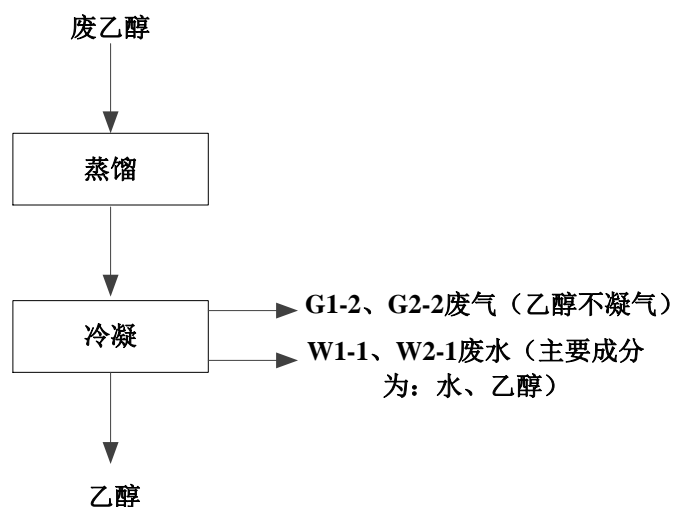 废乙醇
蒸馏
冷凝
G1-2、G2-2废气（乙醇不凝气）
W1-1、W2-1废水（主要成分
为：水、乙醇）
乙醇